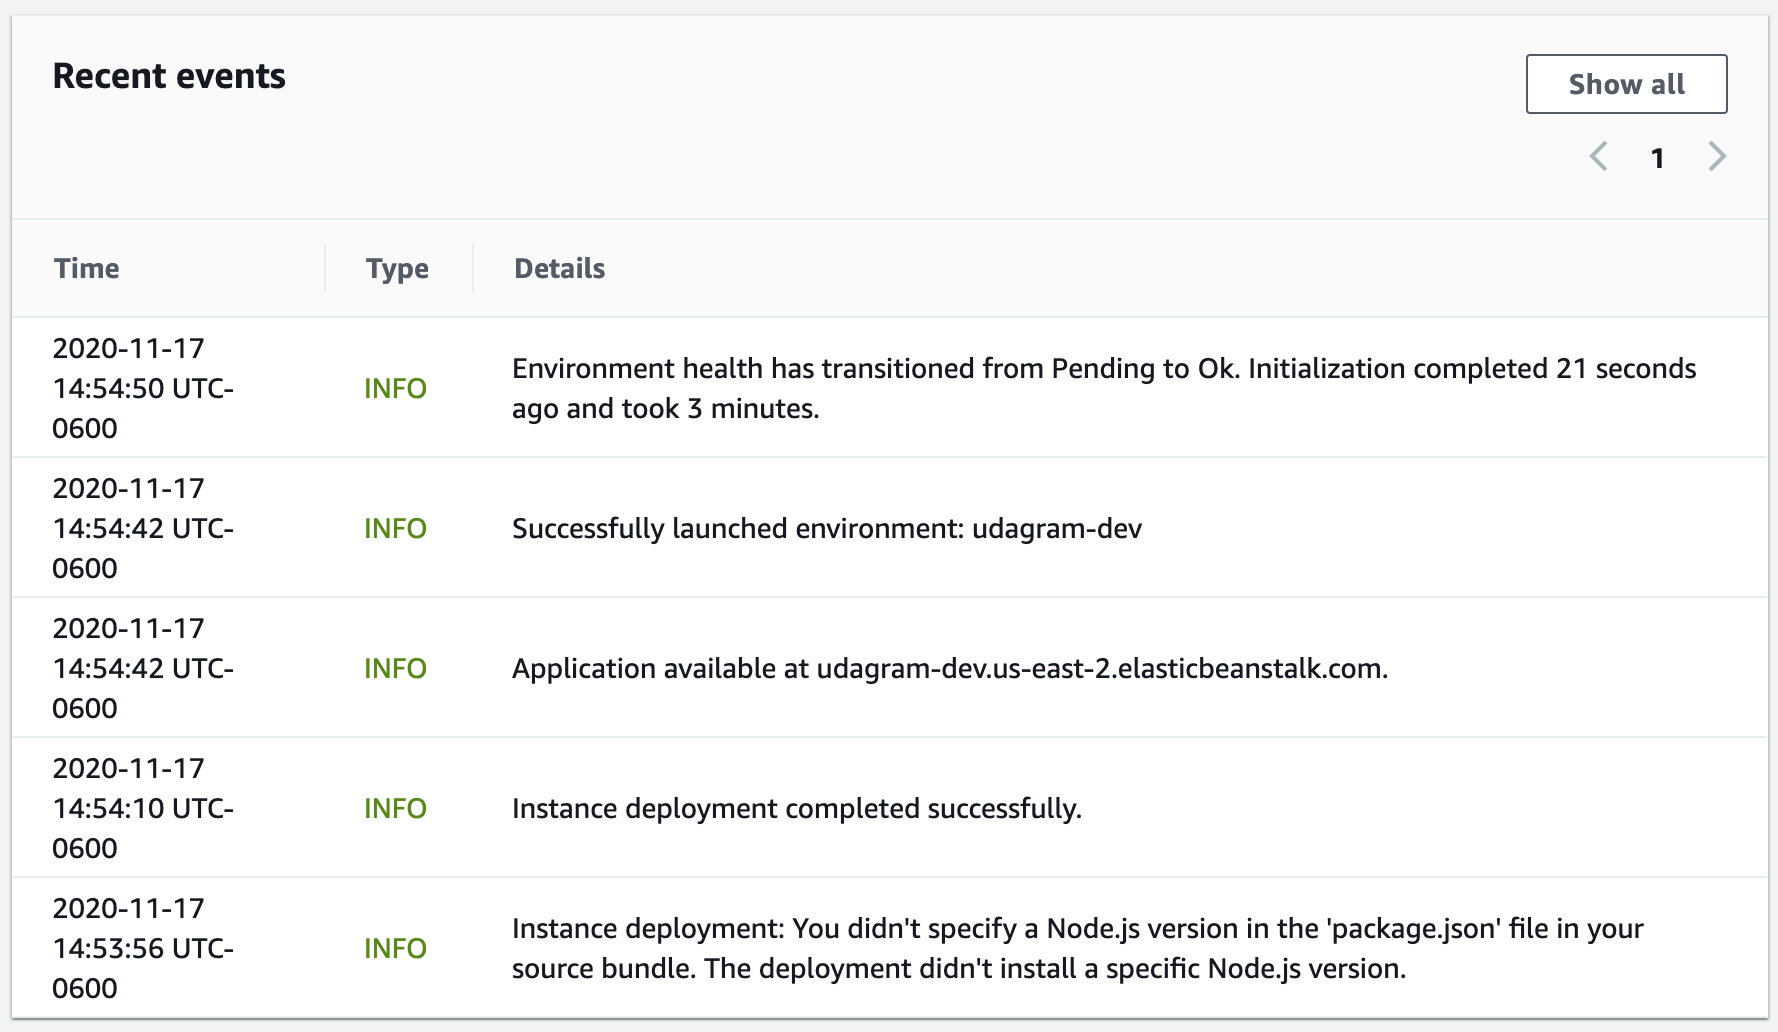 Recent events
Show all
1
Time Type Details
2020-11-17
14:54:50 UTC-
0600
INFO
Environment health has transitioned from Pending to Ok. Initialization completed 21 seconds
ago and took 3 minutes.
2020-11-17
14:54:42 UTC-
0600
INFO
Successfully launched environment: udagram-dev
2020-11-17
14:54:42 UTC-
0600
INFO
Application available at udagram-dev.us-east-2.elasticbeanstalk.com.
2020-11-17
14:54:10 UTC-
0600
INFO
Instance deployment completed successfully.
2020-11-17
14:53:56 UTC-
0600
INFO
Instance deployment: You didn't specify a Node.js version in the 'package.json' file in your
source bundle. The deployment didn't install a specific Node.js version.